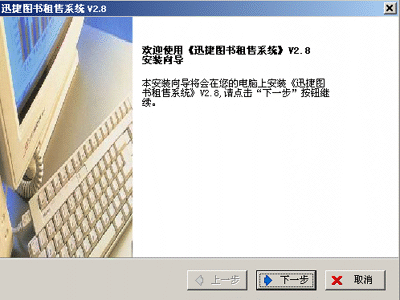 迅捷图书租售系统 V2.8
欢迎使用《迅捷图书租售系统》V2.8
安装向导
本安装向导将会在您的电脑上安装《迅捷图
书租售系统》V2.8,请点击“下一步”按钮继
续。
上一步 下一步 取消